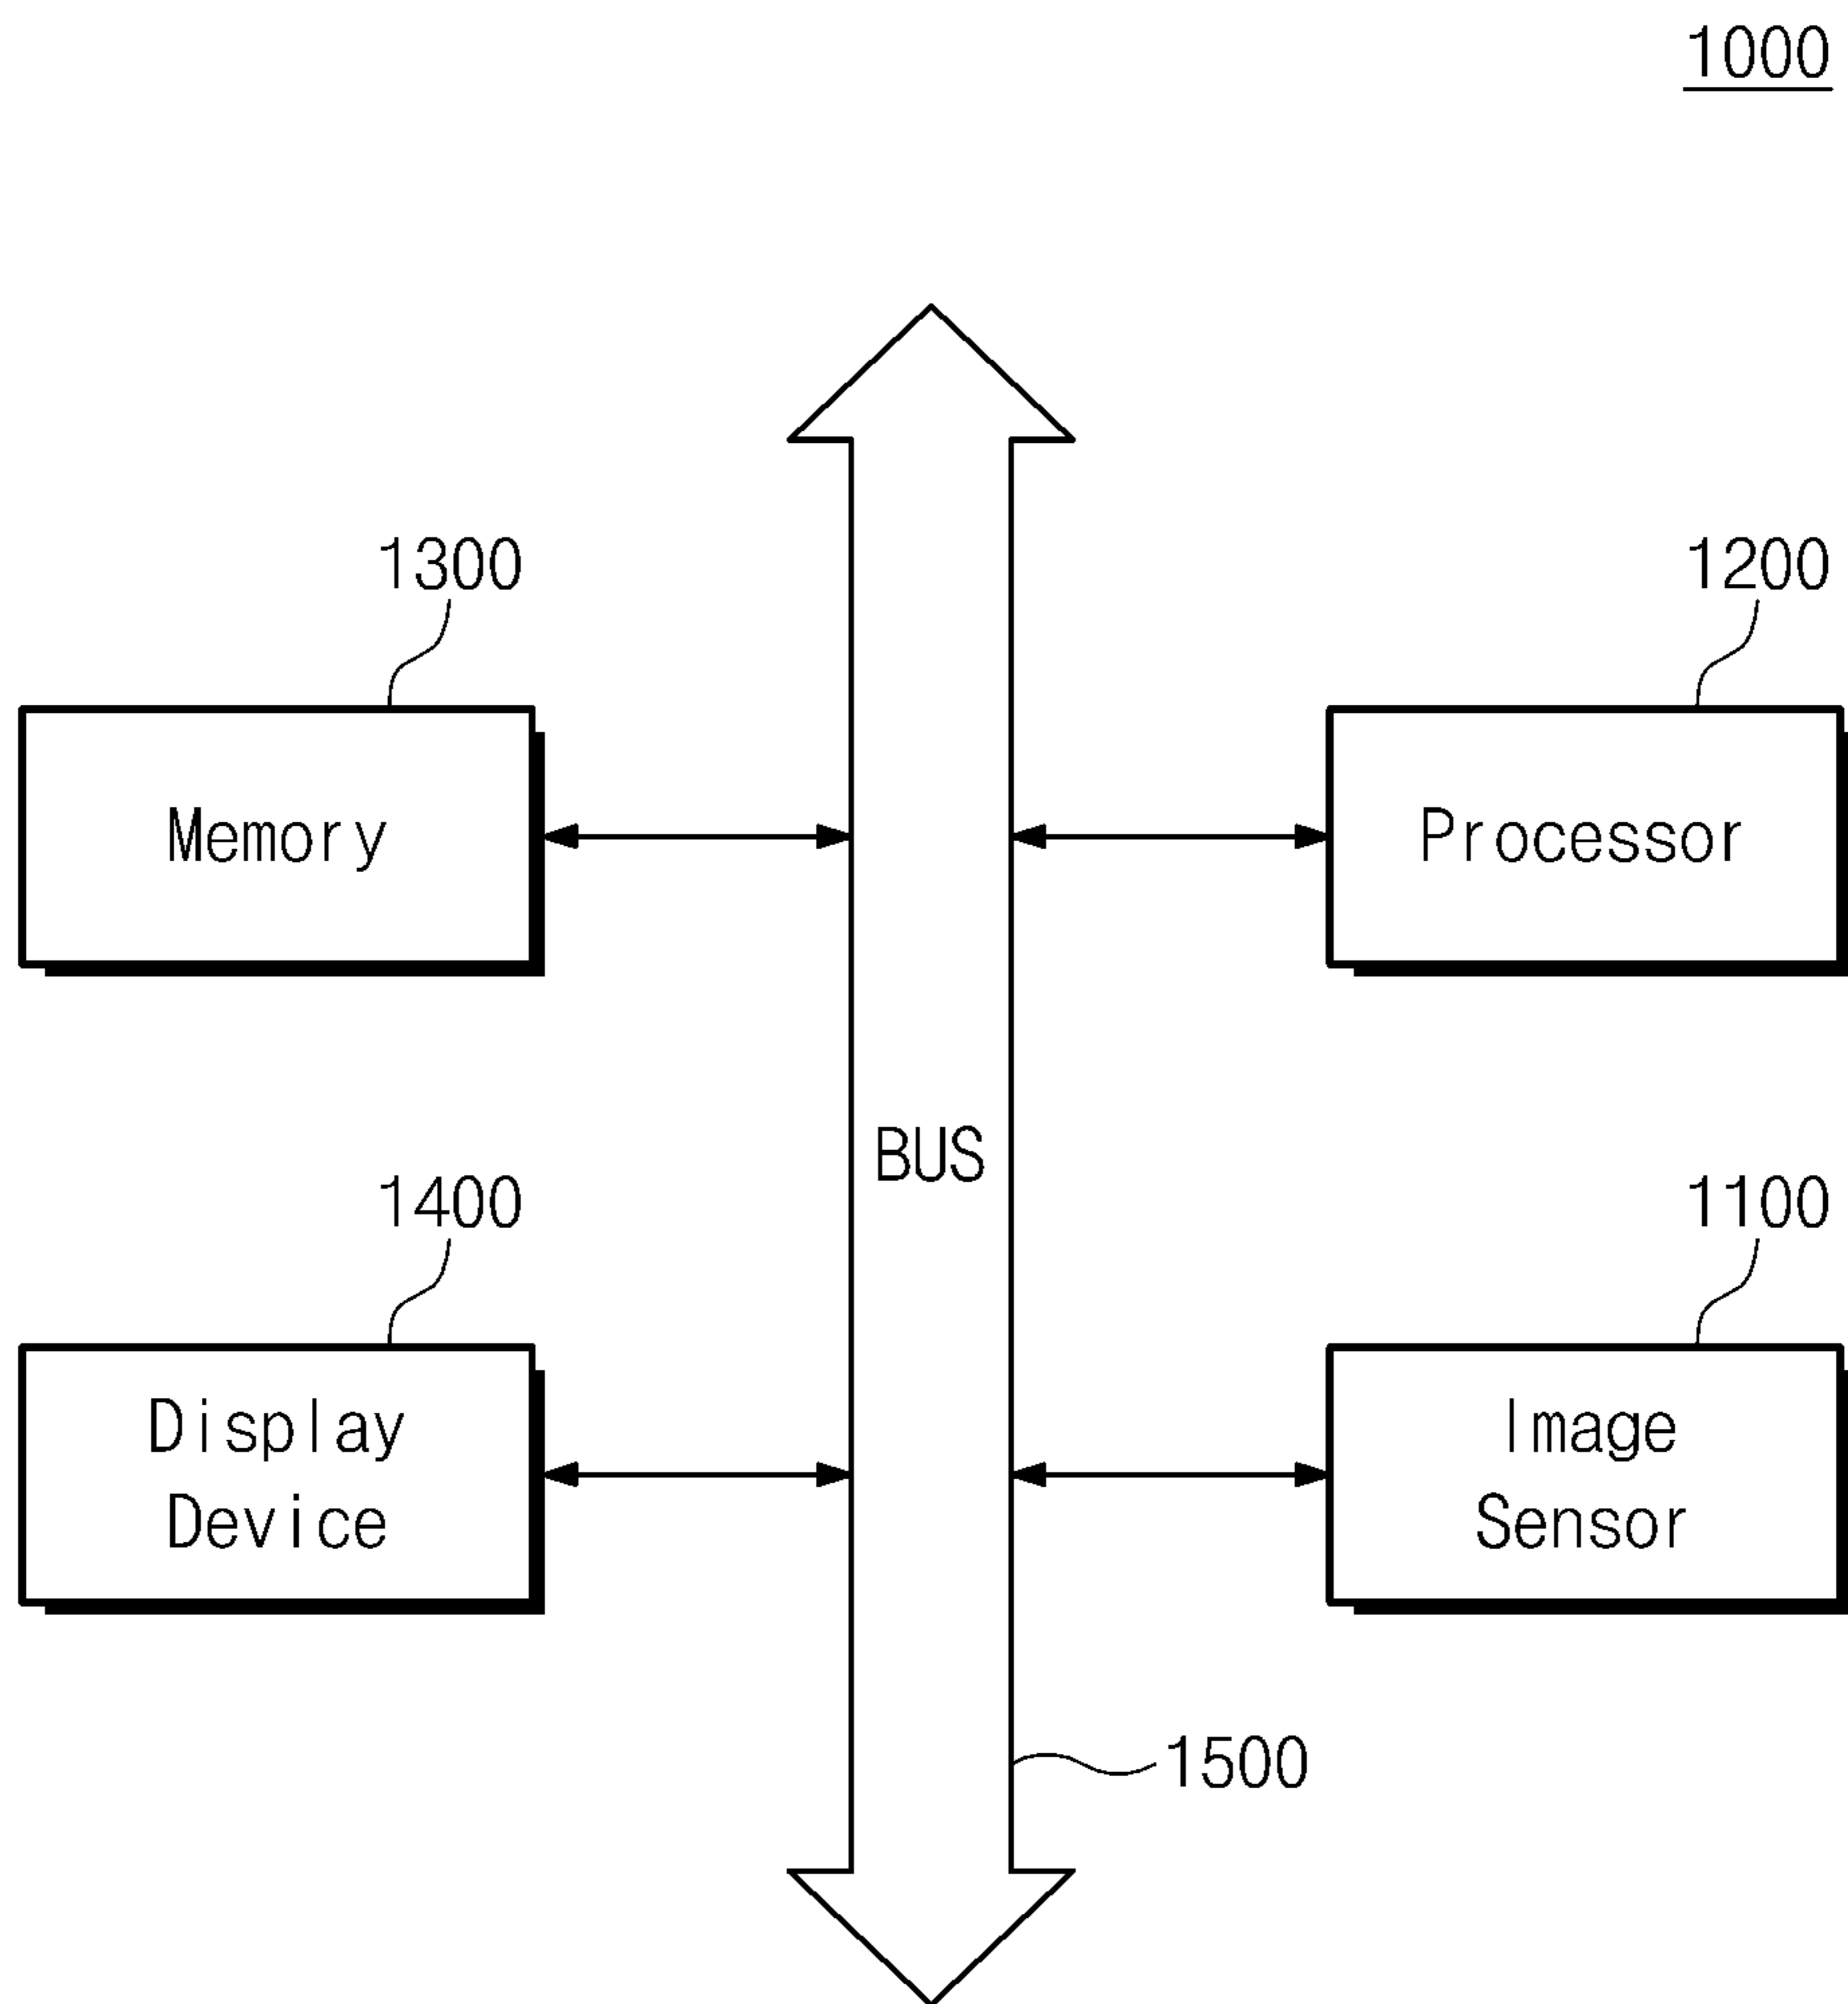 1000
1300
1200
Memory
Processor
BUS
1400
1100
Display
Device
Image
Sensor
1500